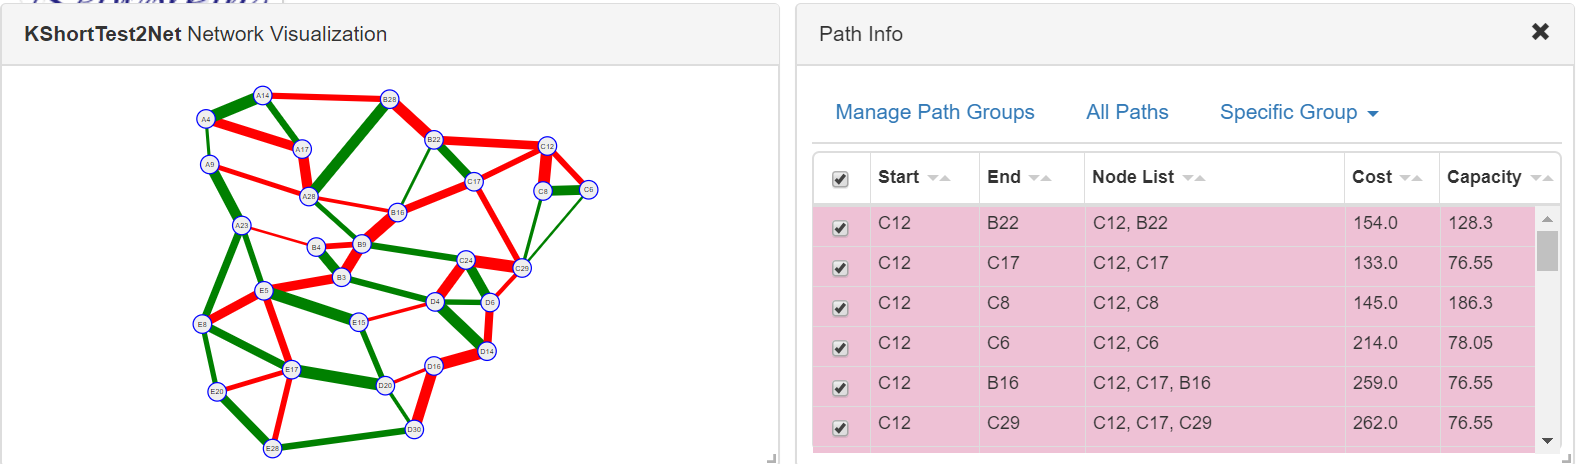 KShortTest2Net Network Visualization
A14
B28
A4
B22
C12
A17
A9
C17
C8
C6
A28
B16
A23
B4
B9
C24
C29
B3
E5
D4
D6
E8
E15
D14
D16
E17
D20
E20
D30
E28
Path Info
Manage Path Groups All Paths Specific Group
Start End Node List Cost Capacity
C12 B22 C12, B22 154.0 128.3
C12 C17 C12, C17 133.0 76.55
C12 C8 C12, C8 145.0 186.3
C12 C6 C12, C6 214.0 78.05
C12 B16 C12, C17, B16 259.0 76.55
C12 C29 C12, C17, C29 262.0 76.55